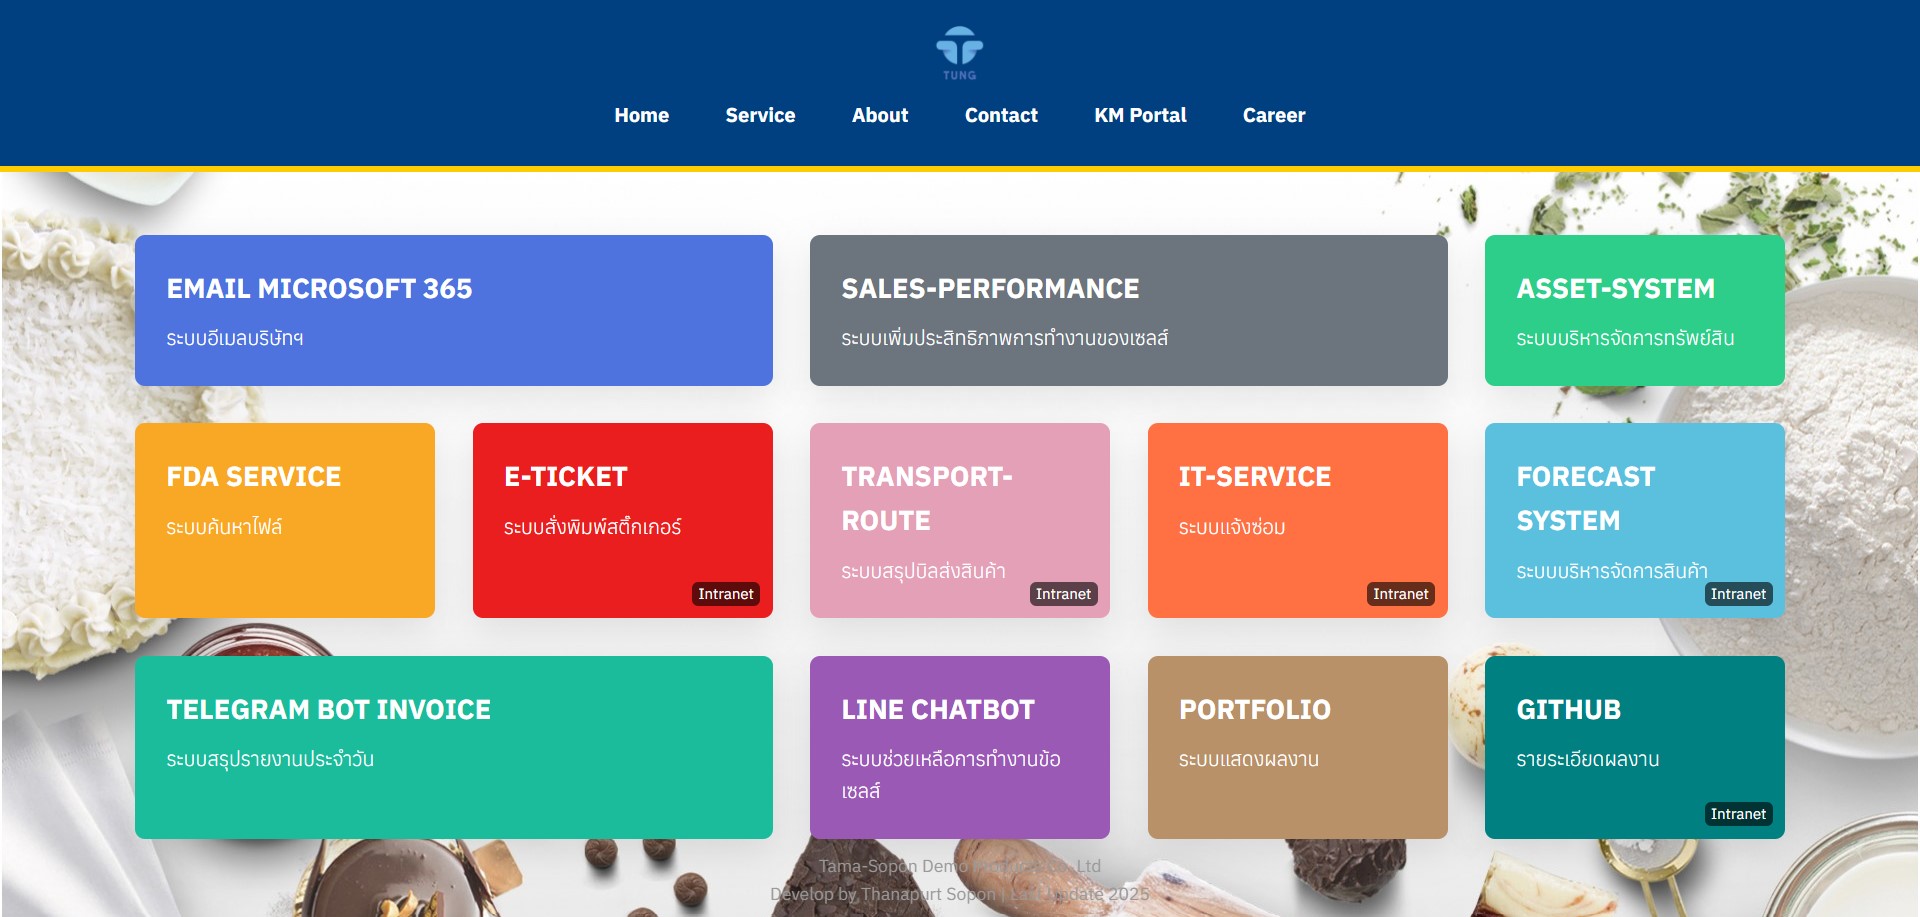 TUNG
Home Service About Contact KM Portal Career
EMAIL MICROSOFT 365
ระบบอีเมลบริษัทฯ
SALES-PERFORMANCE
ระบบเพิ่มประสิทธิภาพการทำงานของเซลส์
ASSET-SYSTEM
ระบบบริหารจัดการทรัพย์สิน
FDA SERVICE
ระบบค้นหาไฟล์
E-TICKET
ระบบสั่งพิมพ์สติ๊กเกอร์
Intranet
TRANSPORT-
ROUTE
ระบบสรุปบิลส่งสินค้า
Intranet
IT-SERVICE
ระบบแจ้งซ่อม
Intranet
FORECAST
SYSTEM
ระบบบริหารจัดการสินค้า
Intranet
TELEGRAM BOT INVOICE
ระบบสรุปรายงานประจำวัน
LINE CHATBOT
ระบบช่วยเหลือการทำงานข้อ
เซลส์
PORTFOLIO
ระบบแสดงผลงาน
GITHUB
รายระเอียดผลงาน
Intranet
Tama-Sopon Demo Ltd
Develop by Thanapurt Sopon | Last Update 2025